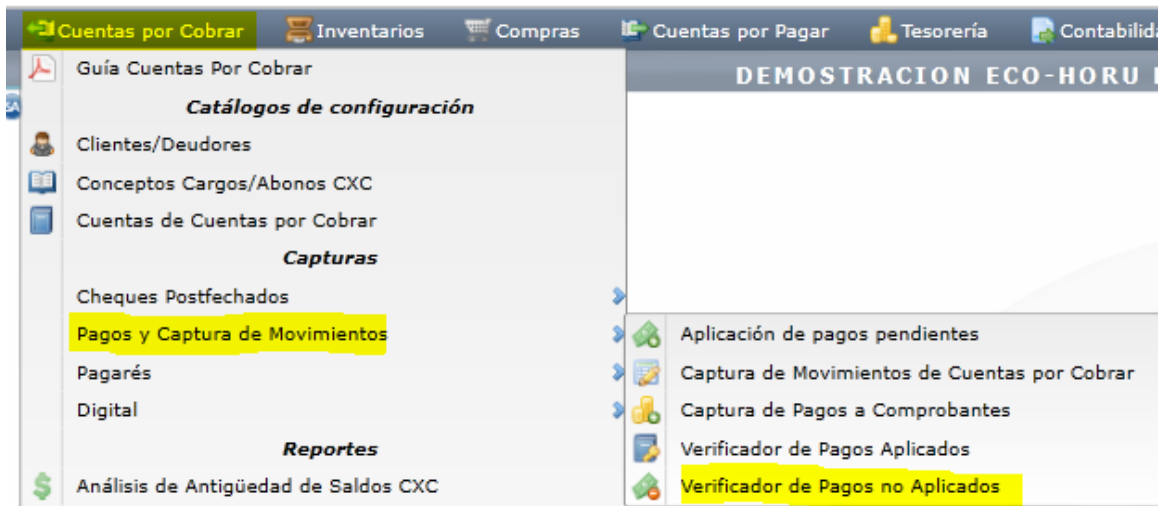 Cuentas por Cobrar Inventarios Compras Cuentas por Pagar Tesorería
Guía Cuentas Por Cobrar
DEMOSTRACION ECO-HORU
Catálogos de configuración
Clientes/Deudores
Conceptos Cargos/Abonos CXC
Cuentas de Cuentas por Cobrar
Capturas
Cheques Postfechados
Pagos y Captura de Movimientos
Pagarés
Digital
Reportes
Análisis de Antigüedad de Saldos CXC
Aplicación de pagos pendientes
Captura de Movimientos de Cuentas por Cobrar
Captura de Pagos a Comprobantes
Verificador de Pagos Aplicados
Verificador de Pagos no Aplicados